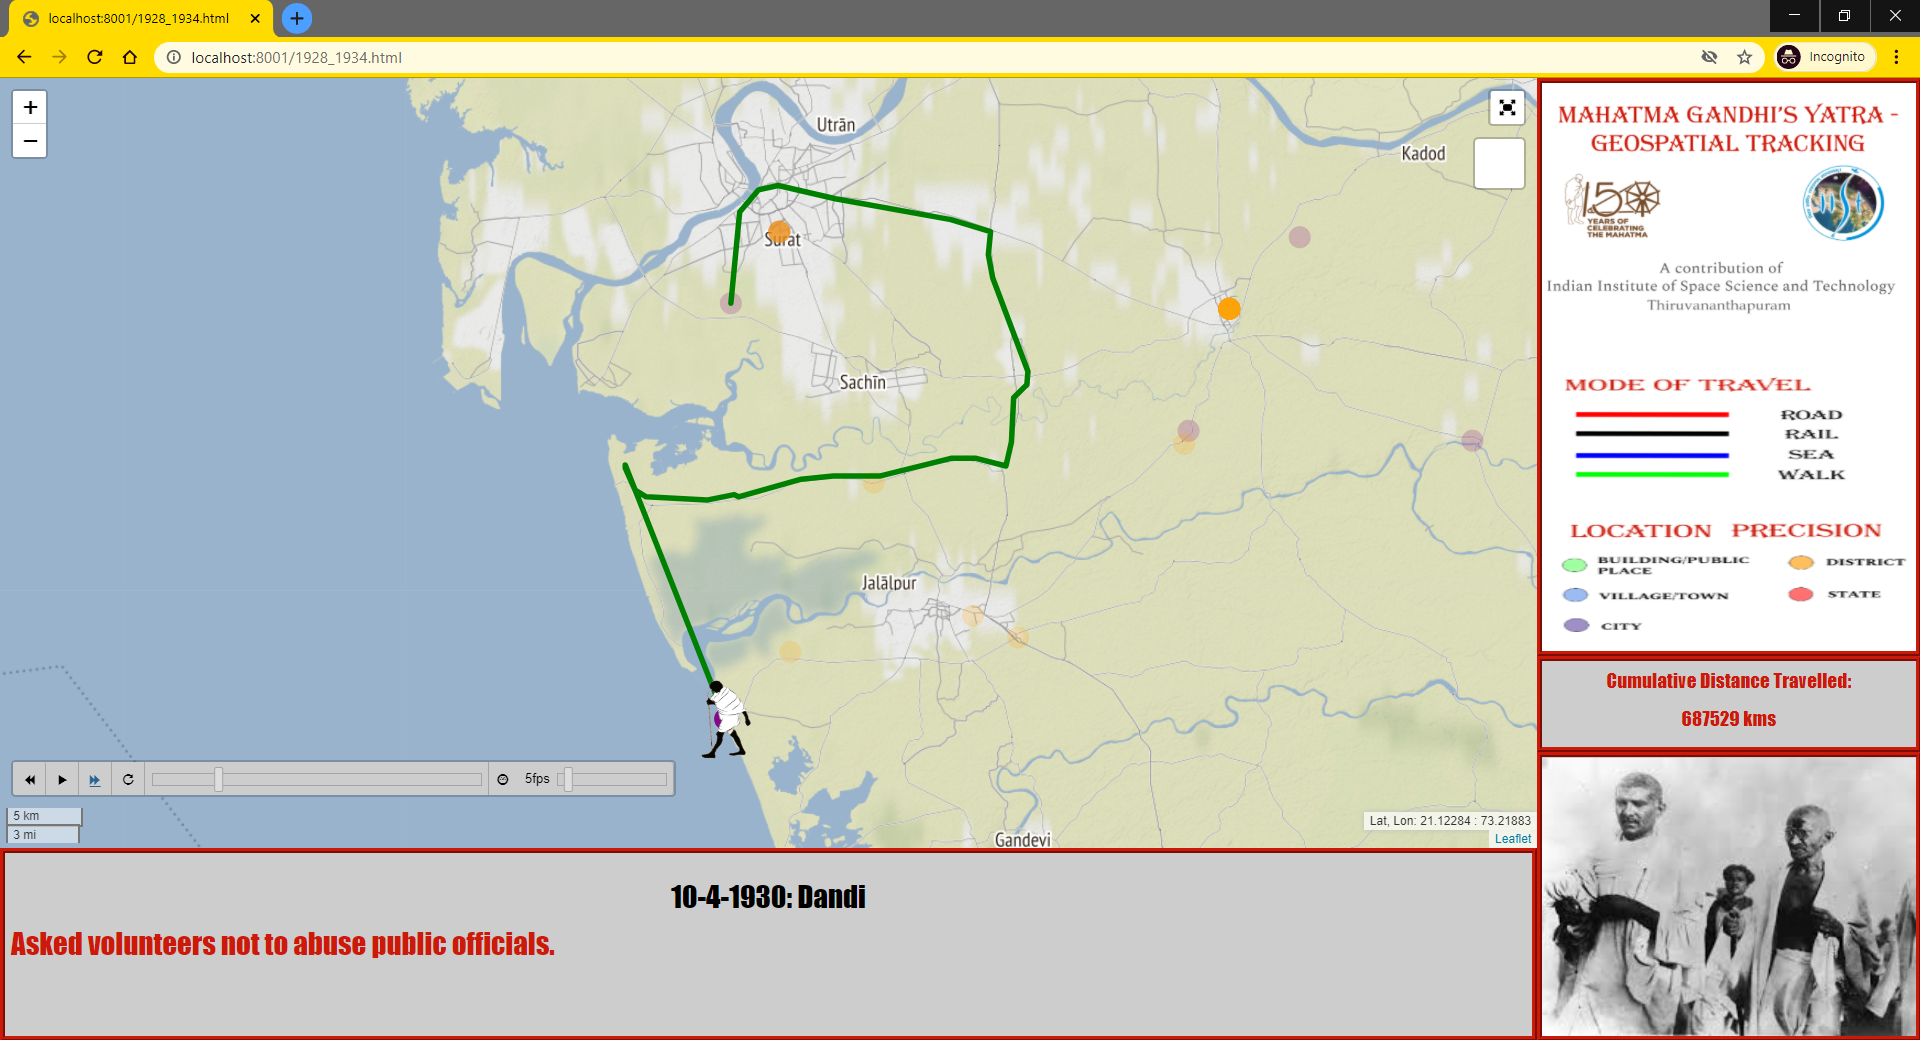 localhost:8001/1928_1934.html
localhost:8001/1928_1934.html
Incognito
+
−
Utrān
Kadod
Surat
Sachīn
Jalālpur
Gandevi
5fps
5 km
3 mi
Lat, Lon: 21.12284 : 73.21883
Leaflet
10-4-1930: Dandi
Asked volunteers not to abuse public officials.
MAHATMA GANDHI'S YATRA -
GEOSPATIAL TRACKING
150
YEARS OF
CELEBRATING
THE MAHATMA
A contribution of
Indian Institute of Space Science and Technology
Thiruvananthapuram
MODE OF TRAVEL
ROAD
RAIL
SEA
WALK
LOCATION PRECISION
BUILDING/PUBLIC
PLACE
DISTRICT
VILLAGE/TOWN
STATE
CITY
Cumulative Distance Travelled:
687529 kms